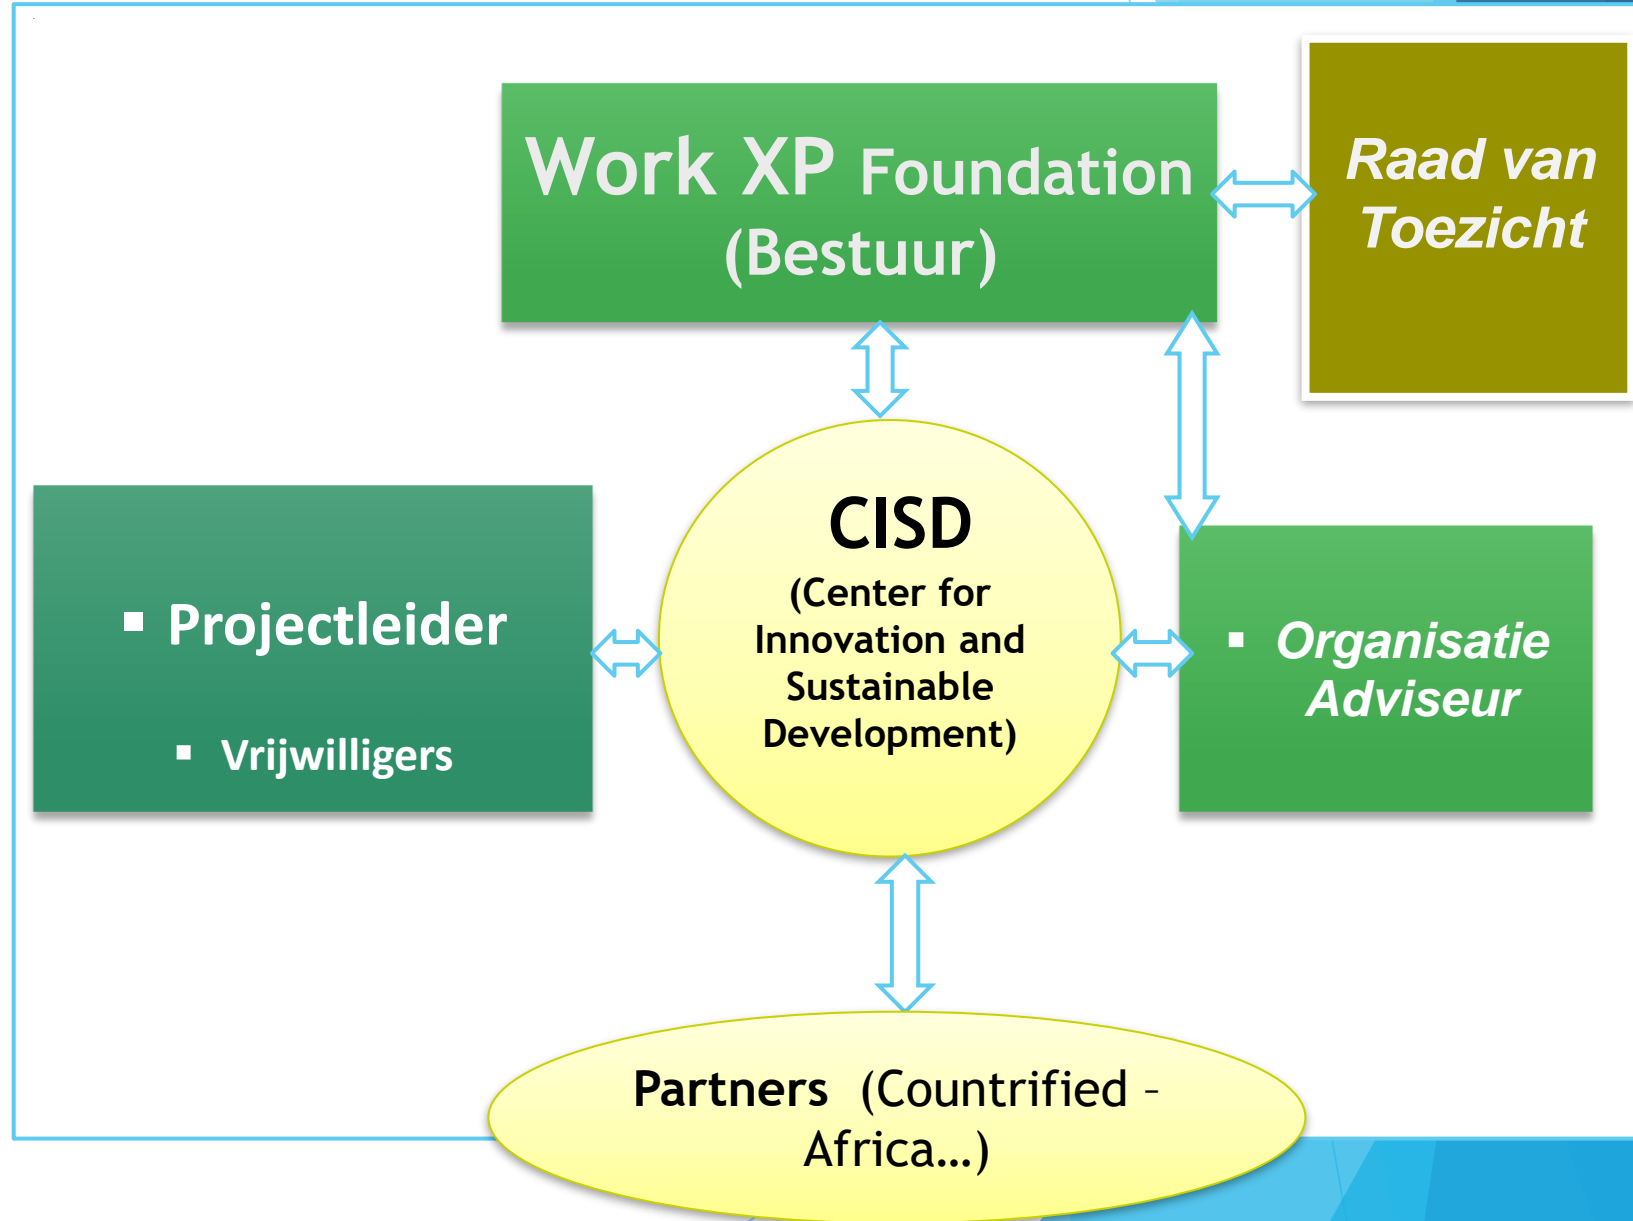 Work XP Foundation
(Bestuur)
Raad van
Toezicht
CISD
(Center for
Innovation and
Sustainable
Development)
▪ Projectleider
▪ Vrijwilligers
▪ Organisatie
Adviseur
Partners (Countrified –
Africa…)